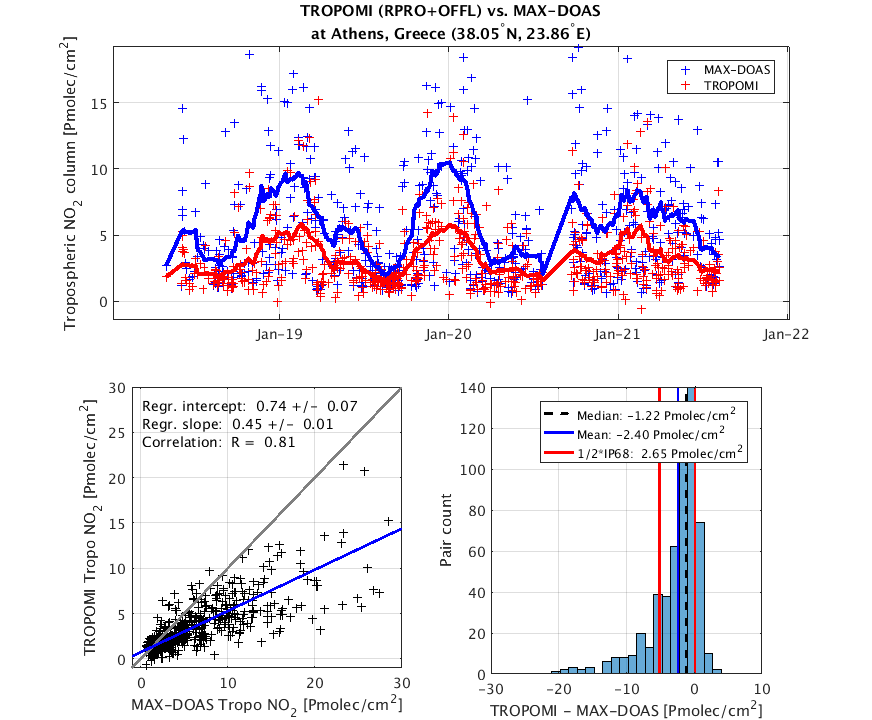 TROPOMI (RPRO+OFFL) vs. MAX-DOAS
at Athens, Greece (38.05°N, 23.86°E)
Tropospheric NO2 column [Pmolec/cm2]
15
10
5
0
MAX-DOAS
TROPOMI
Jan-19
Jan-20
Jan-21
Jan-22
TROPOMI Tropo NO2 [Pmolec/cm2]
30
25
20
15
10
5
0
Regr. intercept: 0.74 +/- 0.07
Regr. slope: 0.45 +/- 0.01
Correlation: R = 0.81
0
10
20
30
MAX-DOAS Tropo NO2 [Pmolec/cm2]
Pair count
140
120
100
80
60
40
20
0
Median: -1.22 Pmolec/cm2
Mean: -2.40 Pmolec/cm2
1/2*IP68: 2.65 Pmolec/cm2
-30
-20
-10
0
10
TROPOMI - MAX-DOAS [Pmolec/cm2]